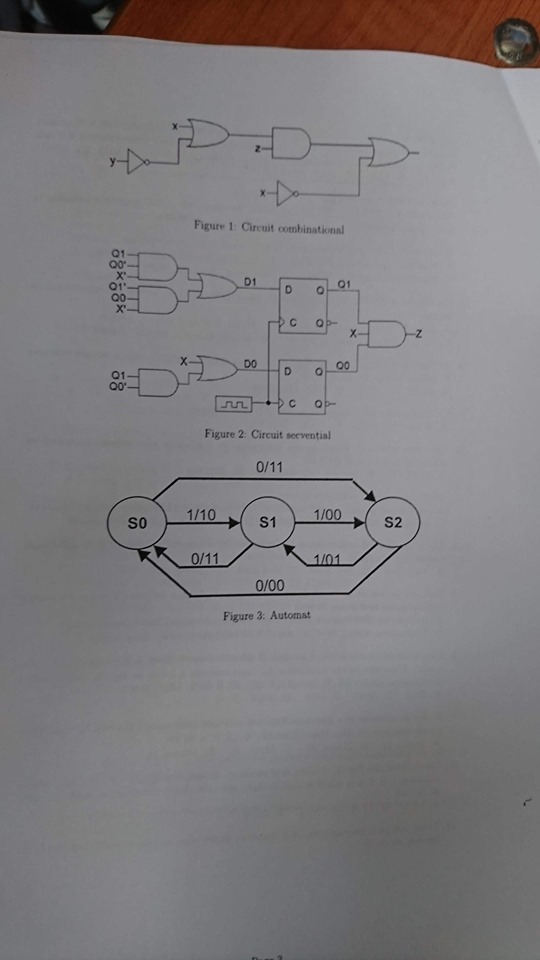 x
y
z
x
Figure 1: Circuit combinational
Q1
Q0'
X'
Q1'
Q0
X'
D1
D Q
Q1
C Q
X
Z
X
Q1
Q0'
D0
D Q
Q0
C Q
Figure 2: Circuit secvential
0/11
S0
1/10
S1
1/00
S2
0/11
1/01
0/00
Figure 3: Automat